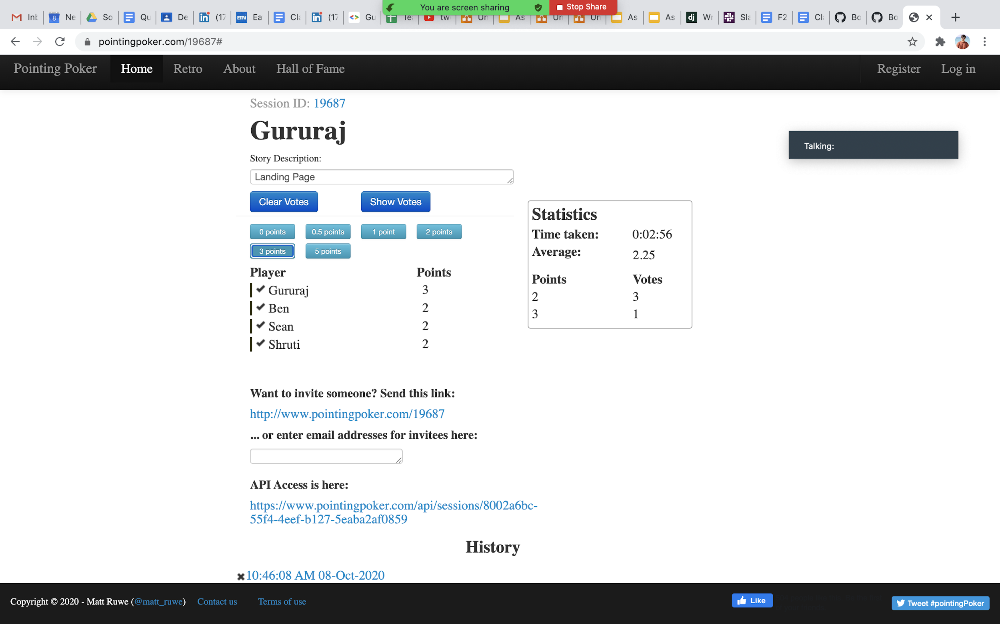 You are screen sharing Stop Share
Inb Ne So Qu De (17 ETN Ea Cla (17 Gu Tea tw Un As Un Un As As dj Wr Sla F2 Cla Bo Bo
pointingpoker.com/19687#
Pointing Poker Home Retro About Hall of Fame Register Log in
Session ID: 19687
Gururaj
Talking:
Story Description:
Landing Page
Clear Votes Show Votes
0 points 0.5 points 1 point 2 points
3 points 5 points
Player Points
Gururaj 3
Ben 2
Sean 2
Shruti 2
Statistics
Time taken: 0:02:56
Average: 2.25
Points Votes
2 3
3 1
Want to invite someone? Send this link:
http://www.pointingpoker.com/19687
... or enter email addresses for invitees here:
API Access is here:
https://www.pointingpoker.com/api/sessions/8002a6bc-
55f4-4eef-b127-5eaba2af0859
History
10:46:08 AM 08-Oct-2020
Copyright © 2020 - Matt Ruwe (@matt_ruwe) Contact us Terms of use Like Tweet #pointingPoker